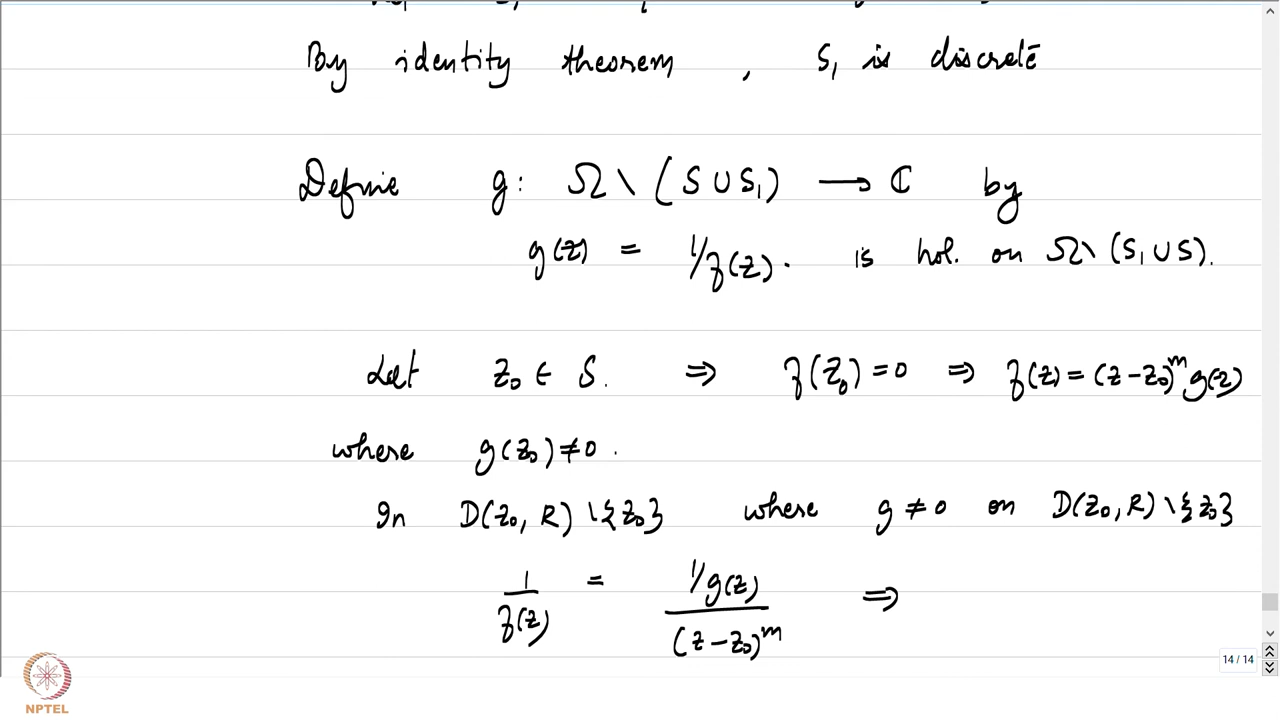 By identity theorem , S₁ is discrete
Define g: Ω \ (S ∪ S₁) → ℂ by
g(z) = 1/f(z). is hol. on Ω \ (S₁ ∪ S).
Let z₀ ∈ S. ⇒ f(z₀) = 0 ⇒ f(z) = (z-z₀)ᵐ g(z)
where g(z₀) ≠ 0.
In D(z₀, R) \ {z₀} where g ≠ 0 on D(z₀, R) \ {z₀}
1/f(z) = (1/g(z))/(z-z₀)ᵐ ⇒
14 / 14
NPTEL